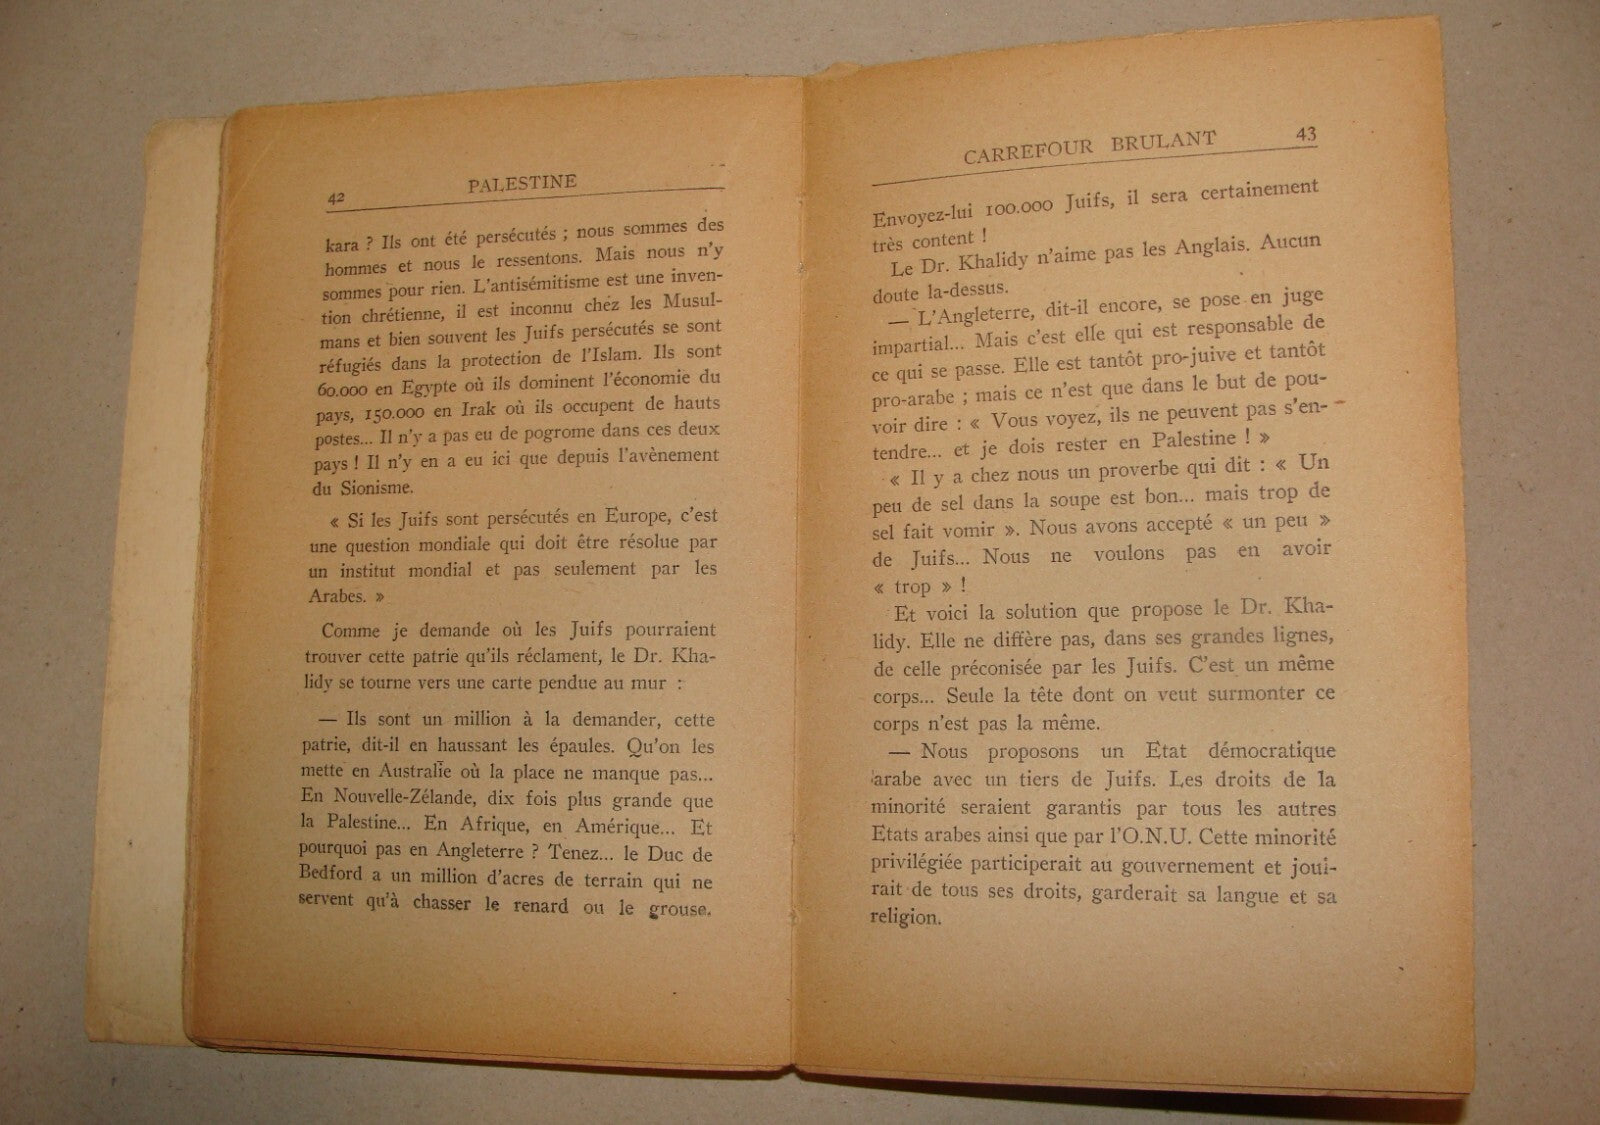 42
PALESTINE
kara ? Ils ont été persécutés ; nous sommes des
hommes et nous le ressentons. Mais nous n'y
sommes pour rien. L'antisémitisme est une inven-
tion chrétienne, il est inconnu chez les Musul-
mans et bien souvent les Juifs persécutés se sont
réfugiés dans la protection de l'Islam. Ils sont
60.000 en Egypte où ils dominent l'économie du
pays, 150.000 en Irak où ils occupent de hauts
postes... Il n'y a pas eu de pogrome dans ces deux
pays ! Il n'y en a eu ici que depuis l'avènement
du Sionisme.
« Si les Juifs sont persécutés en Europe, c'est
une question mondiale qui doit être résolue par
un institut mondial et pas seulement par les
Arabes. »
Comme je demande où les Juifs pourraient
trouver cette patrie qu'ils réclament, le Dr. Kha-
lidy se tourne vers une carte pendue au mur :
— Ils sont un million à la demander, cette
patrie, dit-il en haussant les épaules. Qu'on les
mette en Australie où la place ne manque pas...
En Nouvelle-Zélande, dix fois plus grande que
la Palestine... En Afrique, en Amérique... Et
pourquoi pas en Angleterre ? Tenez... le Duc de
Bedford a un million d'acres de terrain qui ne
servent qu'à chasser le renard ou le grouse.
CARREFOUR BRULANT
43
Envoyez-lui 100.000 Juifs, il sera certainement
très content !
Le Dr. Khalidy n'aime pas les Anglais. Aucun
doute la-dessus.
— L'Angleterre, dit-il encore, se pose en juge
impartial... Mais c'est elle qui est responsable de
ce qui se passe. Elle est tantôt pro-juive et tantôt
pro-arabe ; mais ce n'est que dans le but de pou-
voir dire : « Vous voyez, ils ne peuvent pas s'en-
tendre... et je dois rester en Palestine ! »
« Il y a chez nous un proverbe qui dit : « Un
peu de sel dans la soupe est bon... mais trop de
sel fait vomir ». Nous avons accepté « un peu »
de Juifs... Nous ne voulons pas en avoir
« trop » !
Et voici la solution que propose le Dr. Kha-
lidy. Elle ne diffère pas, dans ses grandes lignes,
de celle préconisée par les Juifs. C'est un même
corps... Seule la tête dont on veut surmonter ce
corps n'est pas la même.
— Nous proposons un Etat démocratique
arabe avec un tiers de Juifs. Les droits de la
minorité seraient garantis par tous les autres
Etats arabes ainsi que par l'O.N.U. Cette minorité
privilégiée participerait au gouvernement et joui-
rait de tous ses droits, garderait sa langue et sa
religion.